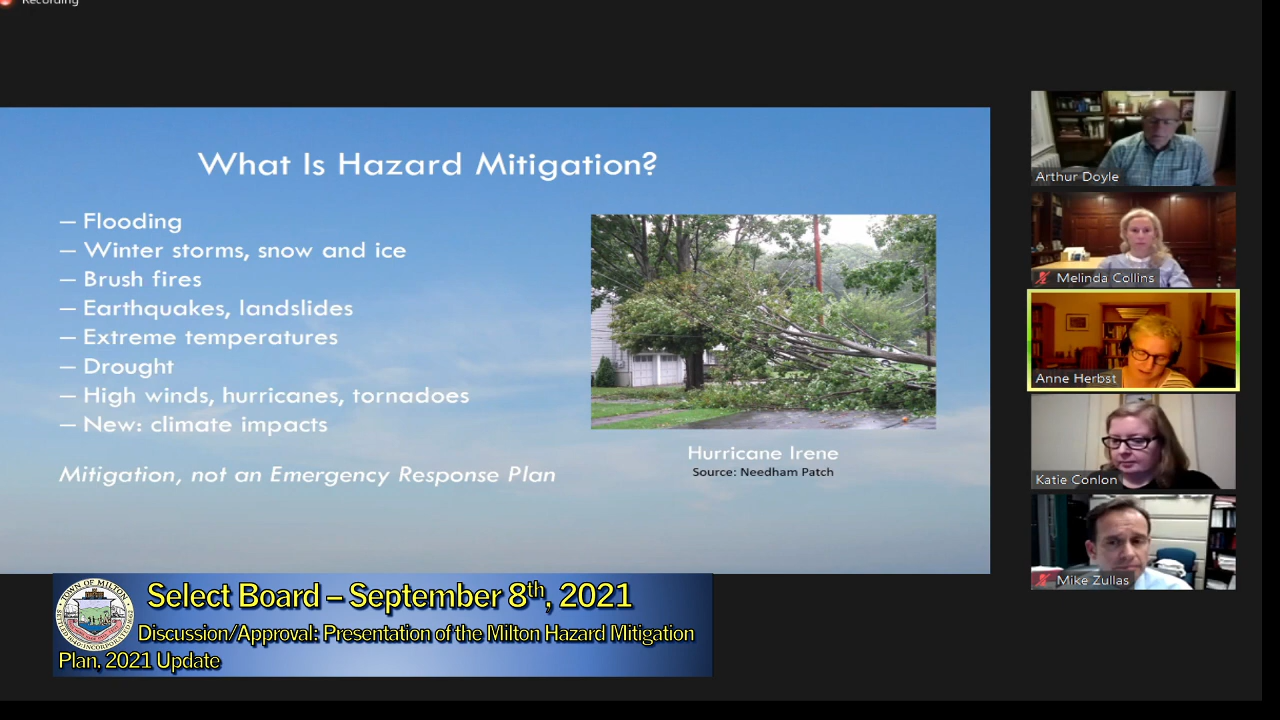 Recording
What Is Hazard Mitigation?
– Flooding
– Winter storms, snow and ice
– Brush fires
– Earthquakes, landslides
– Extreme temperatures
– Drought
– High winds, hurricanes, tornadoes
– New: climate impacts
Mitigation, not an Emergency Response Plan
Hurricane Irene
Source: Needham Patch
Arthur Doyle
Melinda Collins
Anne Herbst
Katie Conlon
Mike Zullas
TOWN OF MILTON
Select Board – September 8th, 2021
Discussion/Approval: Presentation of the Milton Hazard Mitigation
Plan. 2021 Update